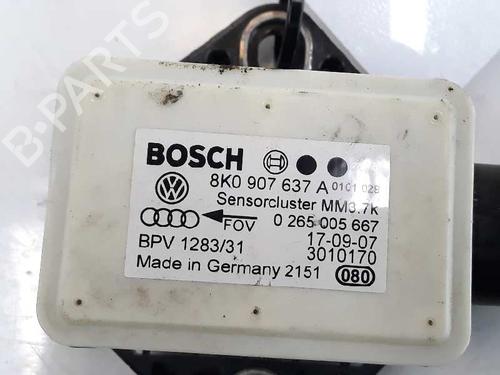 B-PARTS
BOSCH
8K0 907 637 A 0101 028
Sensorcluster MM3.7k
FOV 0 265 005 667
BPV 1283/31 17-09-07
3010170
Made in Germany 2151 080